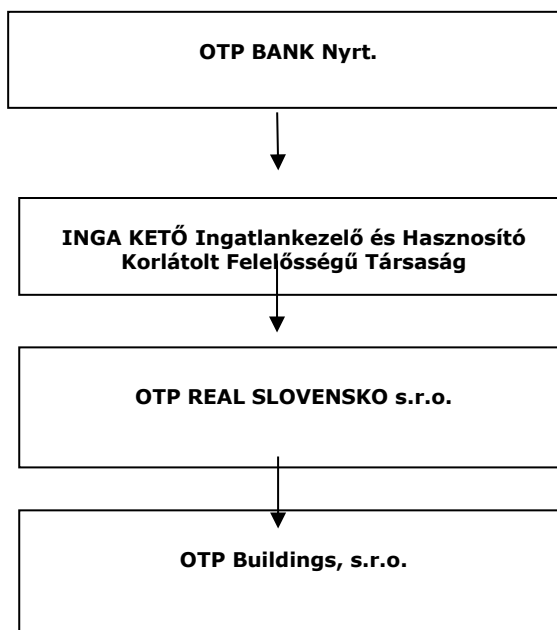 OTP BANK Nyrt.
INGA KETŐ Ingatlankezelő és Hasznosító
Korlátolt Felelősségű Társaság
OTP REAL SLOVENSKO s.r.o.
OTP Buildings, s.r.o.